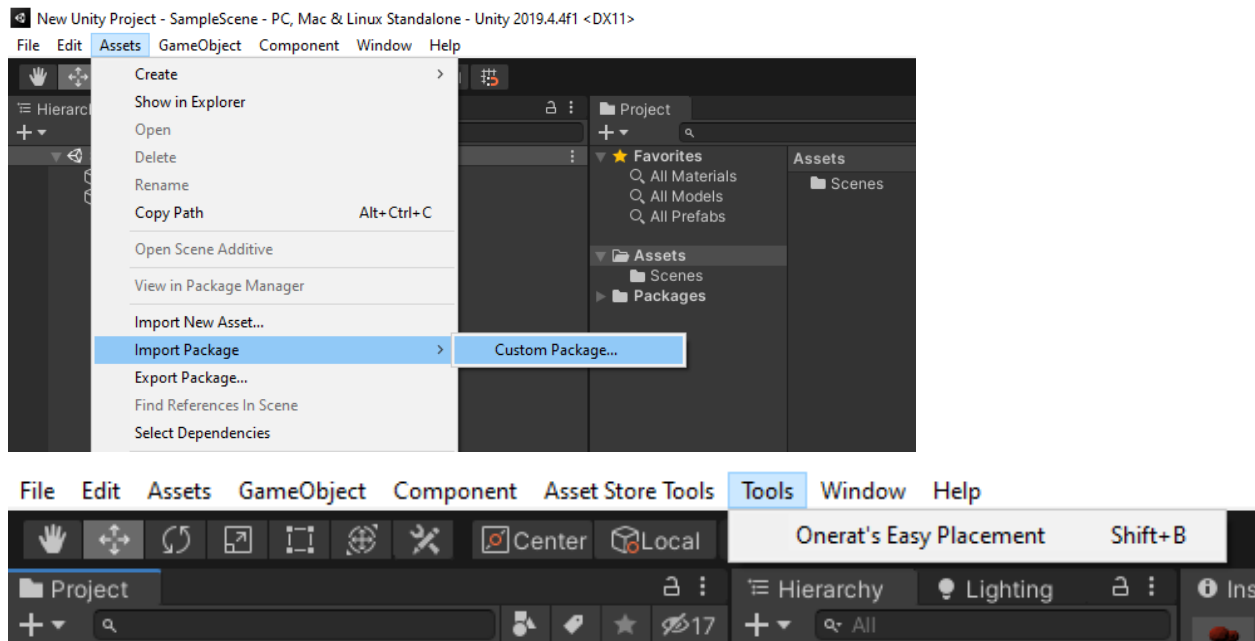 New Unity Project - SampleScene - PC, Mac & Linux Standalone - Unity 2019.4.4f1 <DX11>
File Edit Assets GameObject Component Window Help
Create
Show in Explorer
Open
Delete
Rename
Copy Path Alt+Ctrl+C
Open Scene Additive
View in Package Manager
Import New Asset...
Import Package
Export Package...
Find References In Scene
Select Dependencies
Custom Package...
Hierarc
Project
Favorites
All Materials
All Models
All Prefabs
Assets
Scenes
Packages
Assets
Scenes
File Edit Assets GameObject Component Asset Store Tools Tools Window Help
Center Local
Onerat's Easy Placement Shift+B
Project
Hierarchy Lighting Ins
17
All